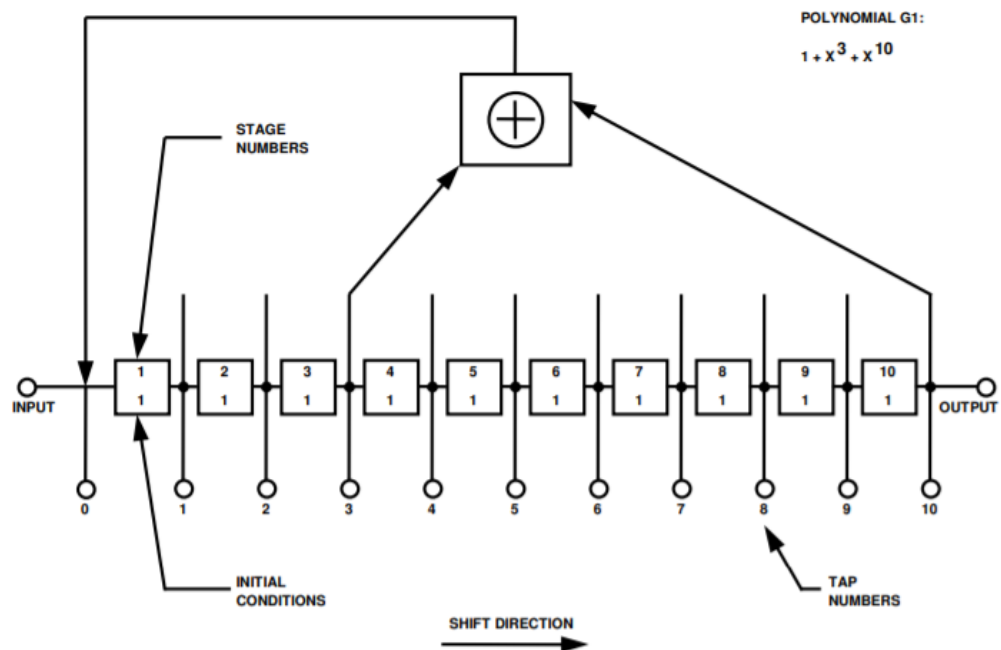 POLYNOMIAL G1:
1 + X^3 + X^10
STAGE
NUMBERS
1 2 3 4 5 6 7 8 9 10
1 1 1 1 1 1 1 1 1 1
INPUT
OUTPUT
0 1 2 3 4 5 6 7 8 9 10
INITIAL
CONDITIONS
TAP
NUMBERS
SHIFT DIRECTION